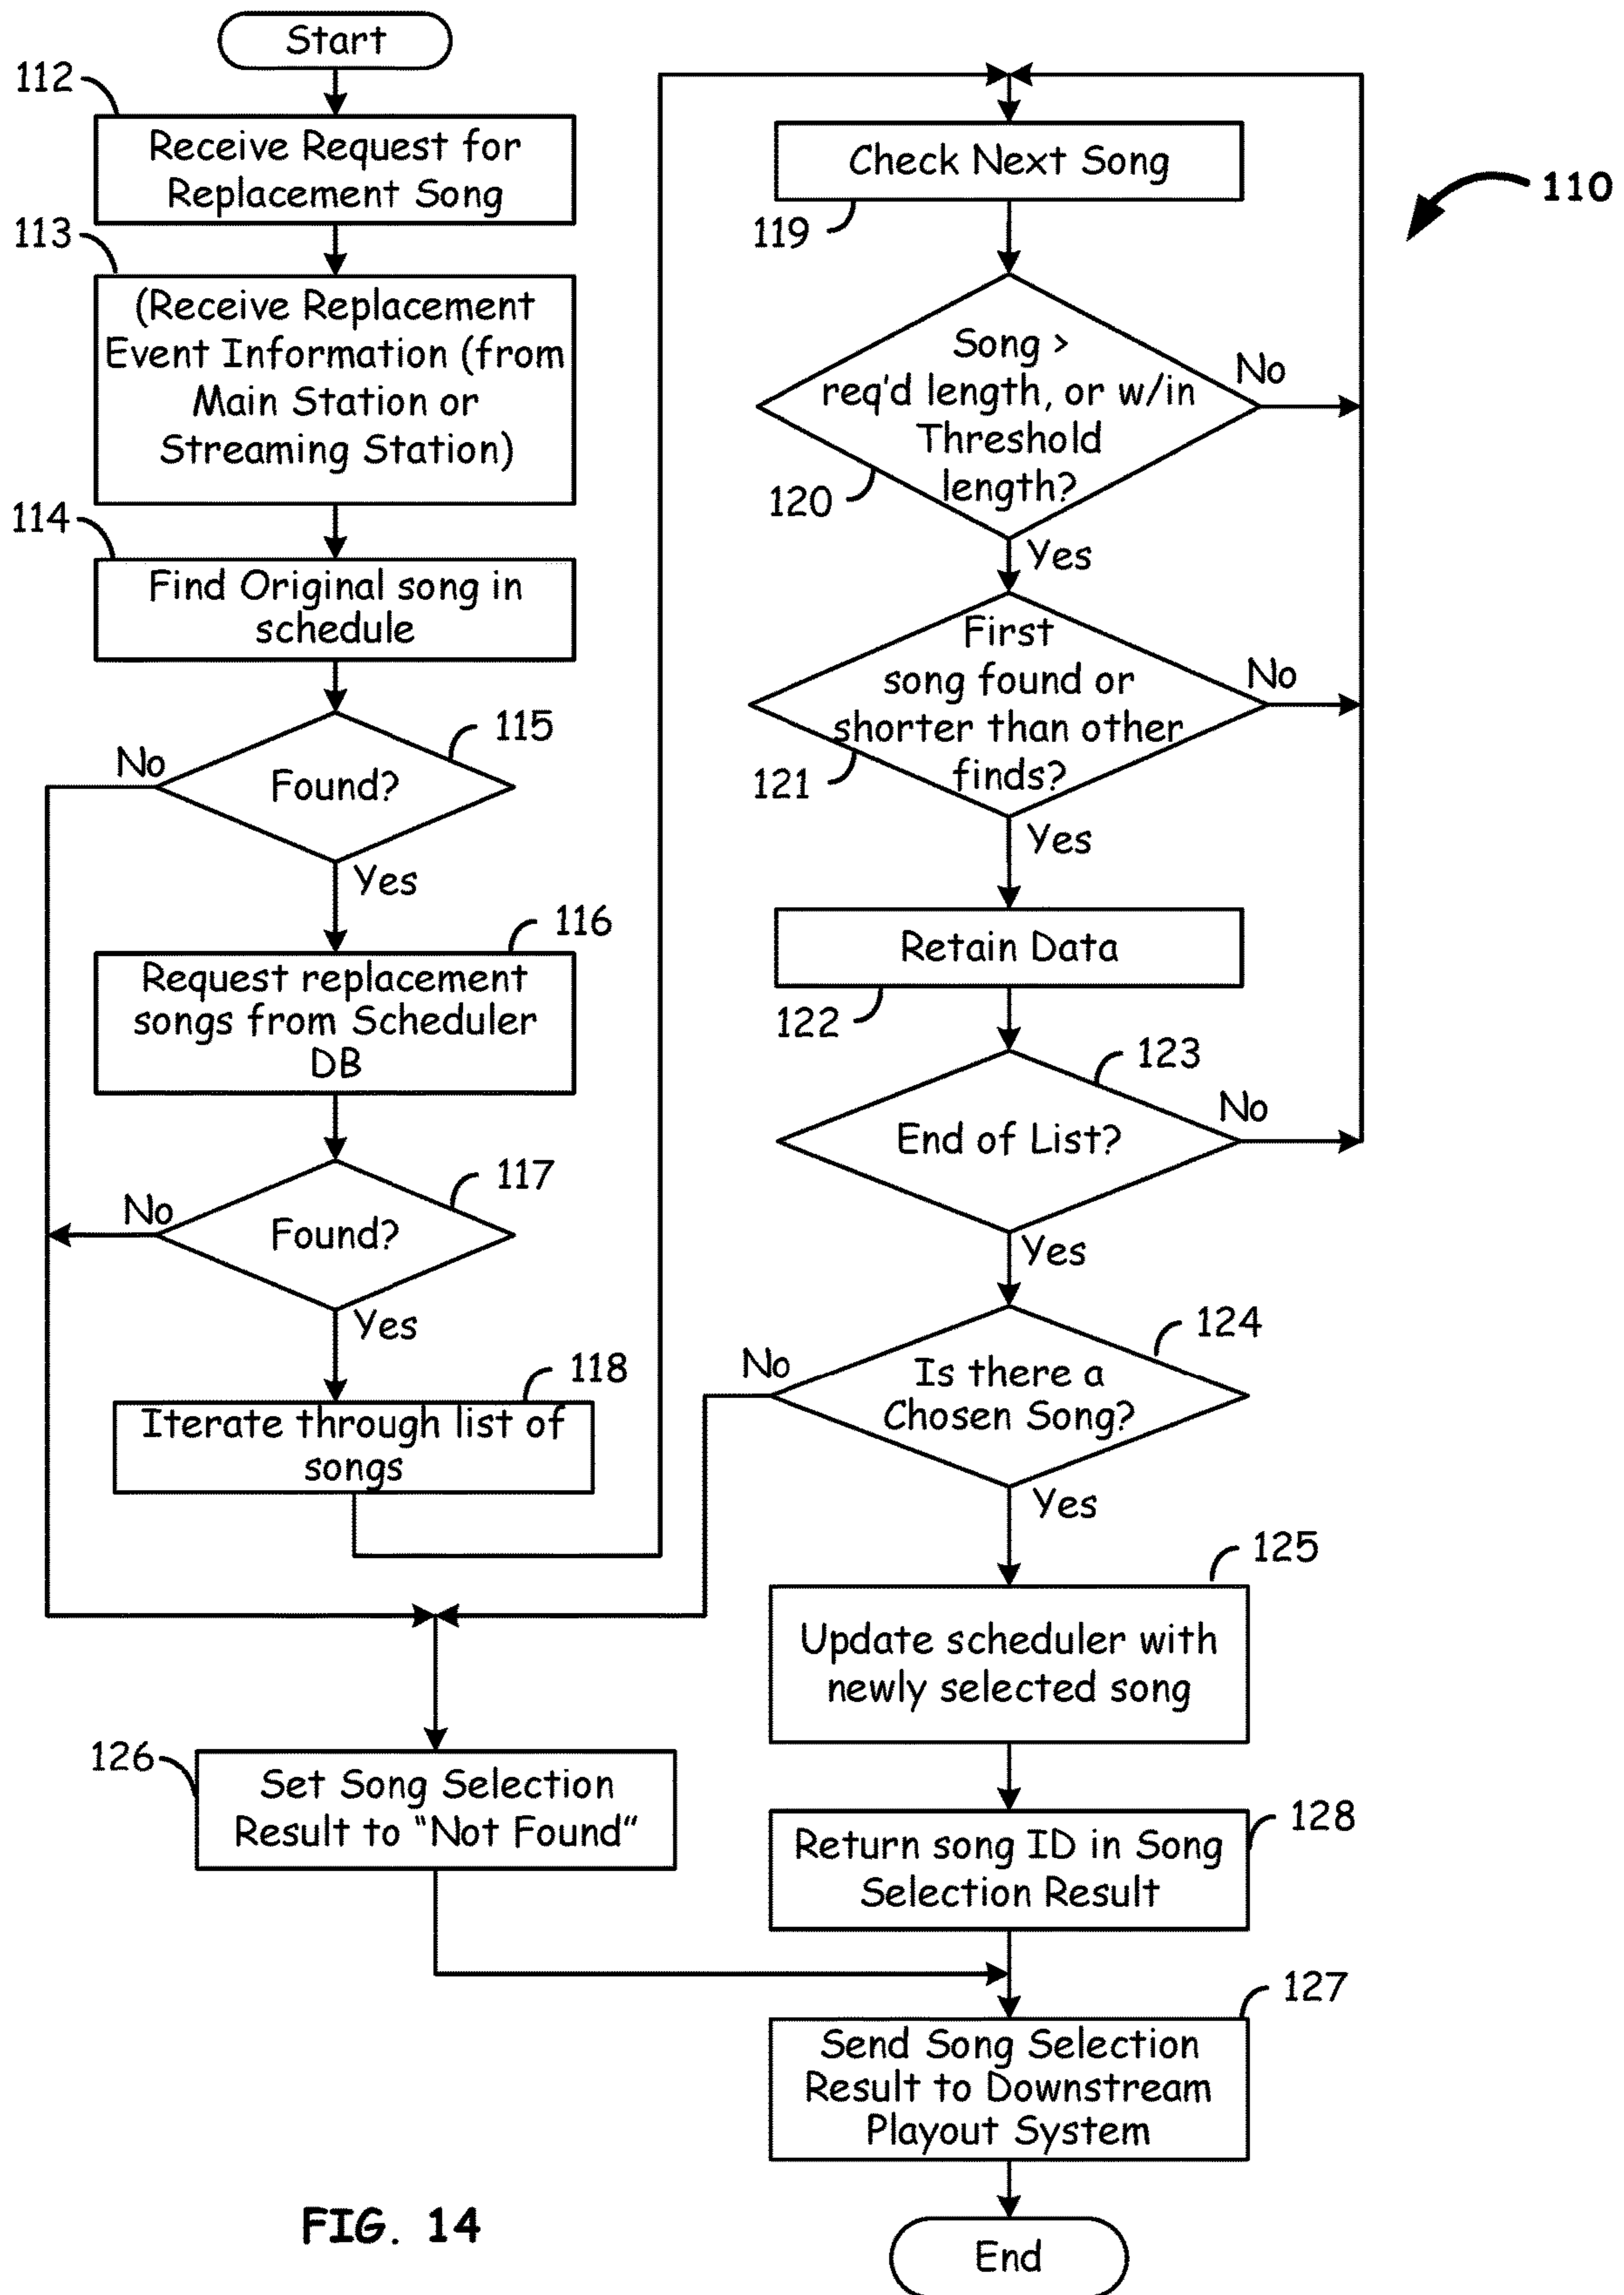 Start
112
Receive Request for
Replacement Song
113
(Receive Replacement
Event Information (from
Main Station or
Streaming Station)
114
Find Original song in
schedule
115
No
Found?
Yes
116
Request replacement
songs from Scheduler
DB
117
No
Found?
Yes
118
Iterate through list of
songs
110
Check Next Song
119
Song >
req'd length, or w/in
Threshold
length?
No
120
Yes
First
song found or
shorter than other
finds?
No
121
Yes
Retain Data
122
123
End of List?
No
Yes
124
No
Is there a
Chosen Song?
Yes
125
Update scheduler with
newly selected song
126
Set Song Selection
Result to “Not Found”
128
Return song ID in Song
Selection Result
127
Send Song Selection
Result to Downstream
Playout System
End
FIG. 14